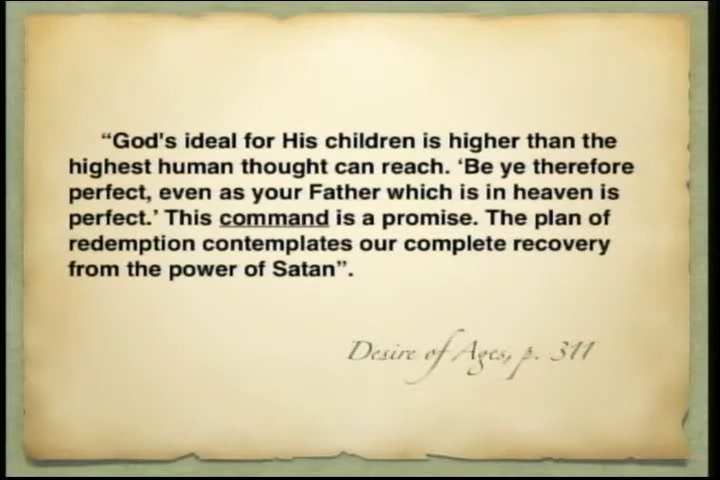 “God's ideal for His children is higher than the
highest human thought can reach. ‘Be ye therefore
perfect, even as your Father which is in heaven is
perfect.’ This command is a promise. The plan of
redemption contemplates our complete recovery
from the power of Satan”.
Desire of Ages, p. 311